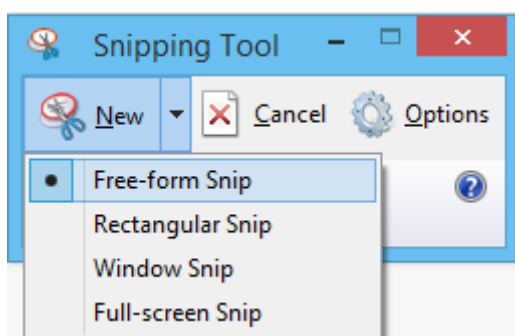 Snipping Tool
New Cancel Options
Free-form Snip
Rectangular Snip
Window Snip
Full-screen Snip